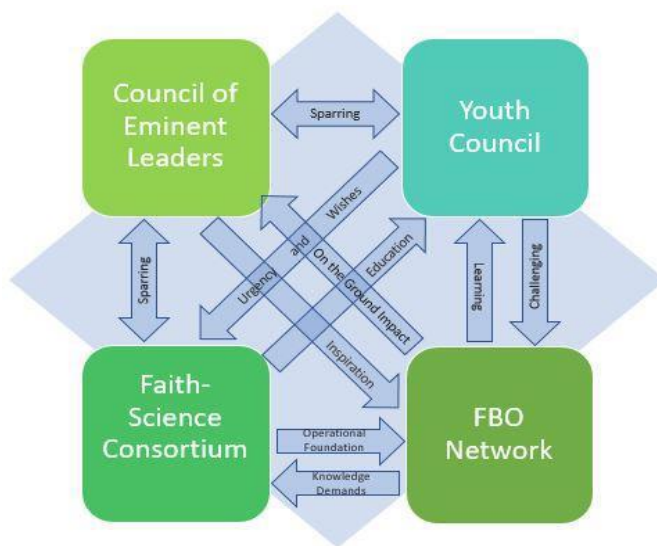 Council of
Eminent
Leaders
Sparring
Youth
Council
Sparring
Urgency and Wishes
On the Ground Impact
Education
Inspiration
Learning
Challenging
Faith-
Science
Consortium
Operational
Foundation
Knowledge
Demands
FBO
Network